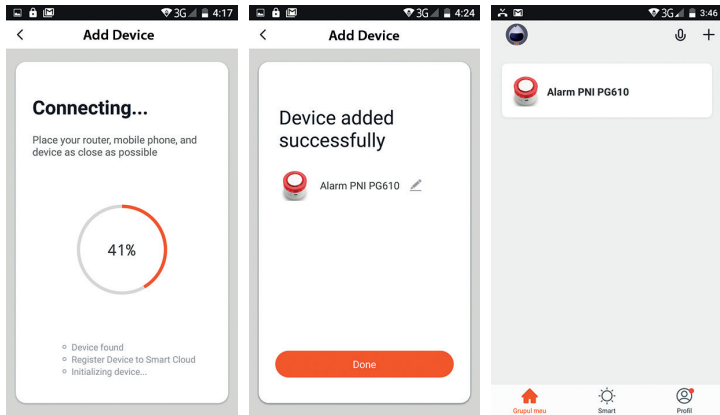 3G 4:17
Add Device
Connecting...
Place your router, mobile phone, and
device as close as possible
41%
Device found
Register Device to Smart Cloud
Initializing device...
3G 4:24
Add Device
Device added
successfully
Alarm PNI PG610
Done
3G 3:46
Alarm PNI PG610
Grupul meu
Smart
Profil